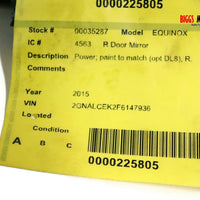 BIGGS M
Stock # 00035287 Model EQUINOX
IC # 4563 R Door Mirror
Description Power; paint to match (opt DL8), R.
Comments
Year 2015
VIN 2GNALCEK2F6147936
Located
Condition
A B C 0000225805
0000225805